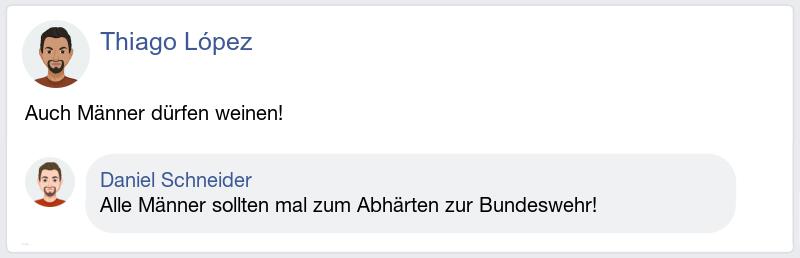 Thiago López
Auch Männer dürfen weinen!
Daniel Schneider
Alle Männer sollten mal zum Abhärten zur Bundeswehr!